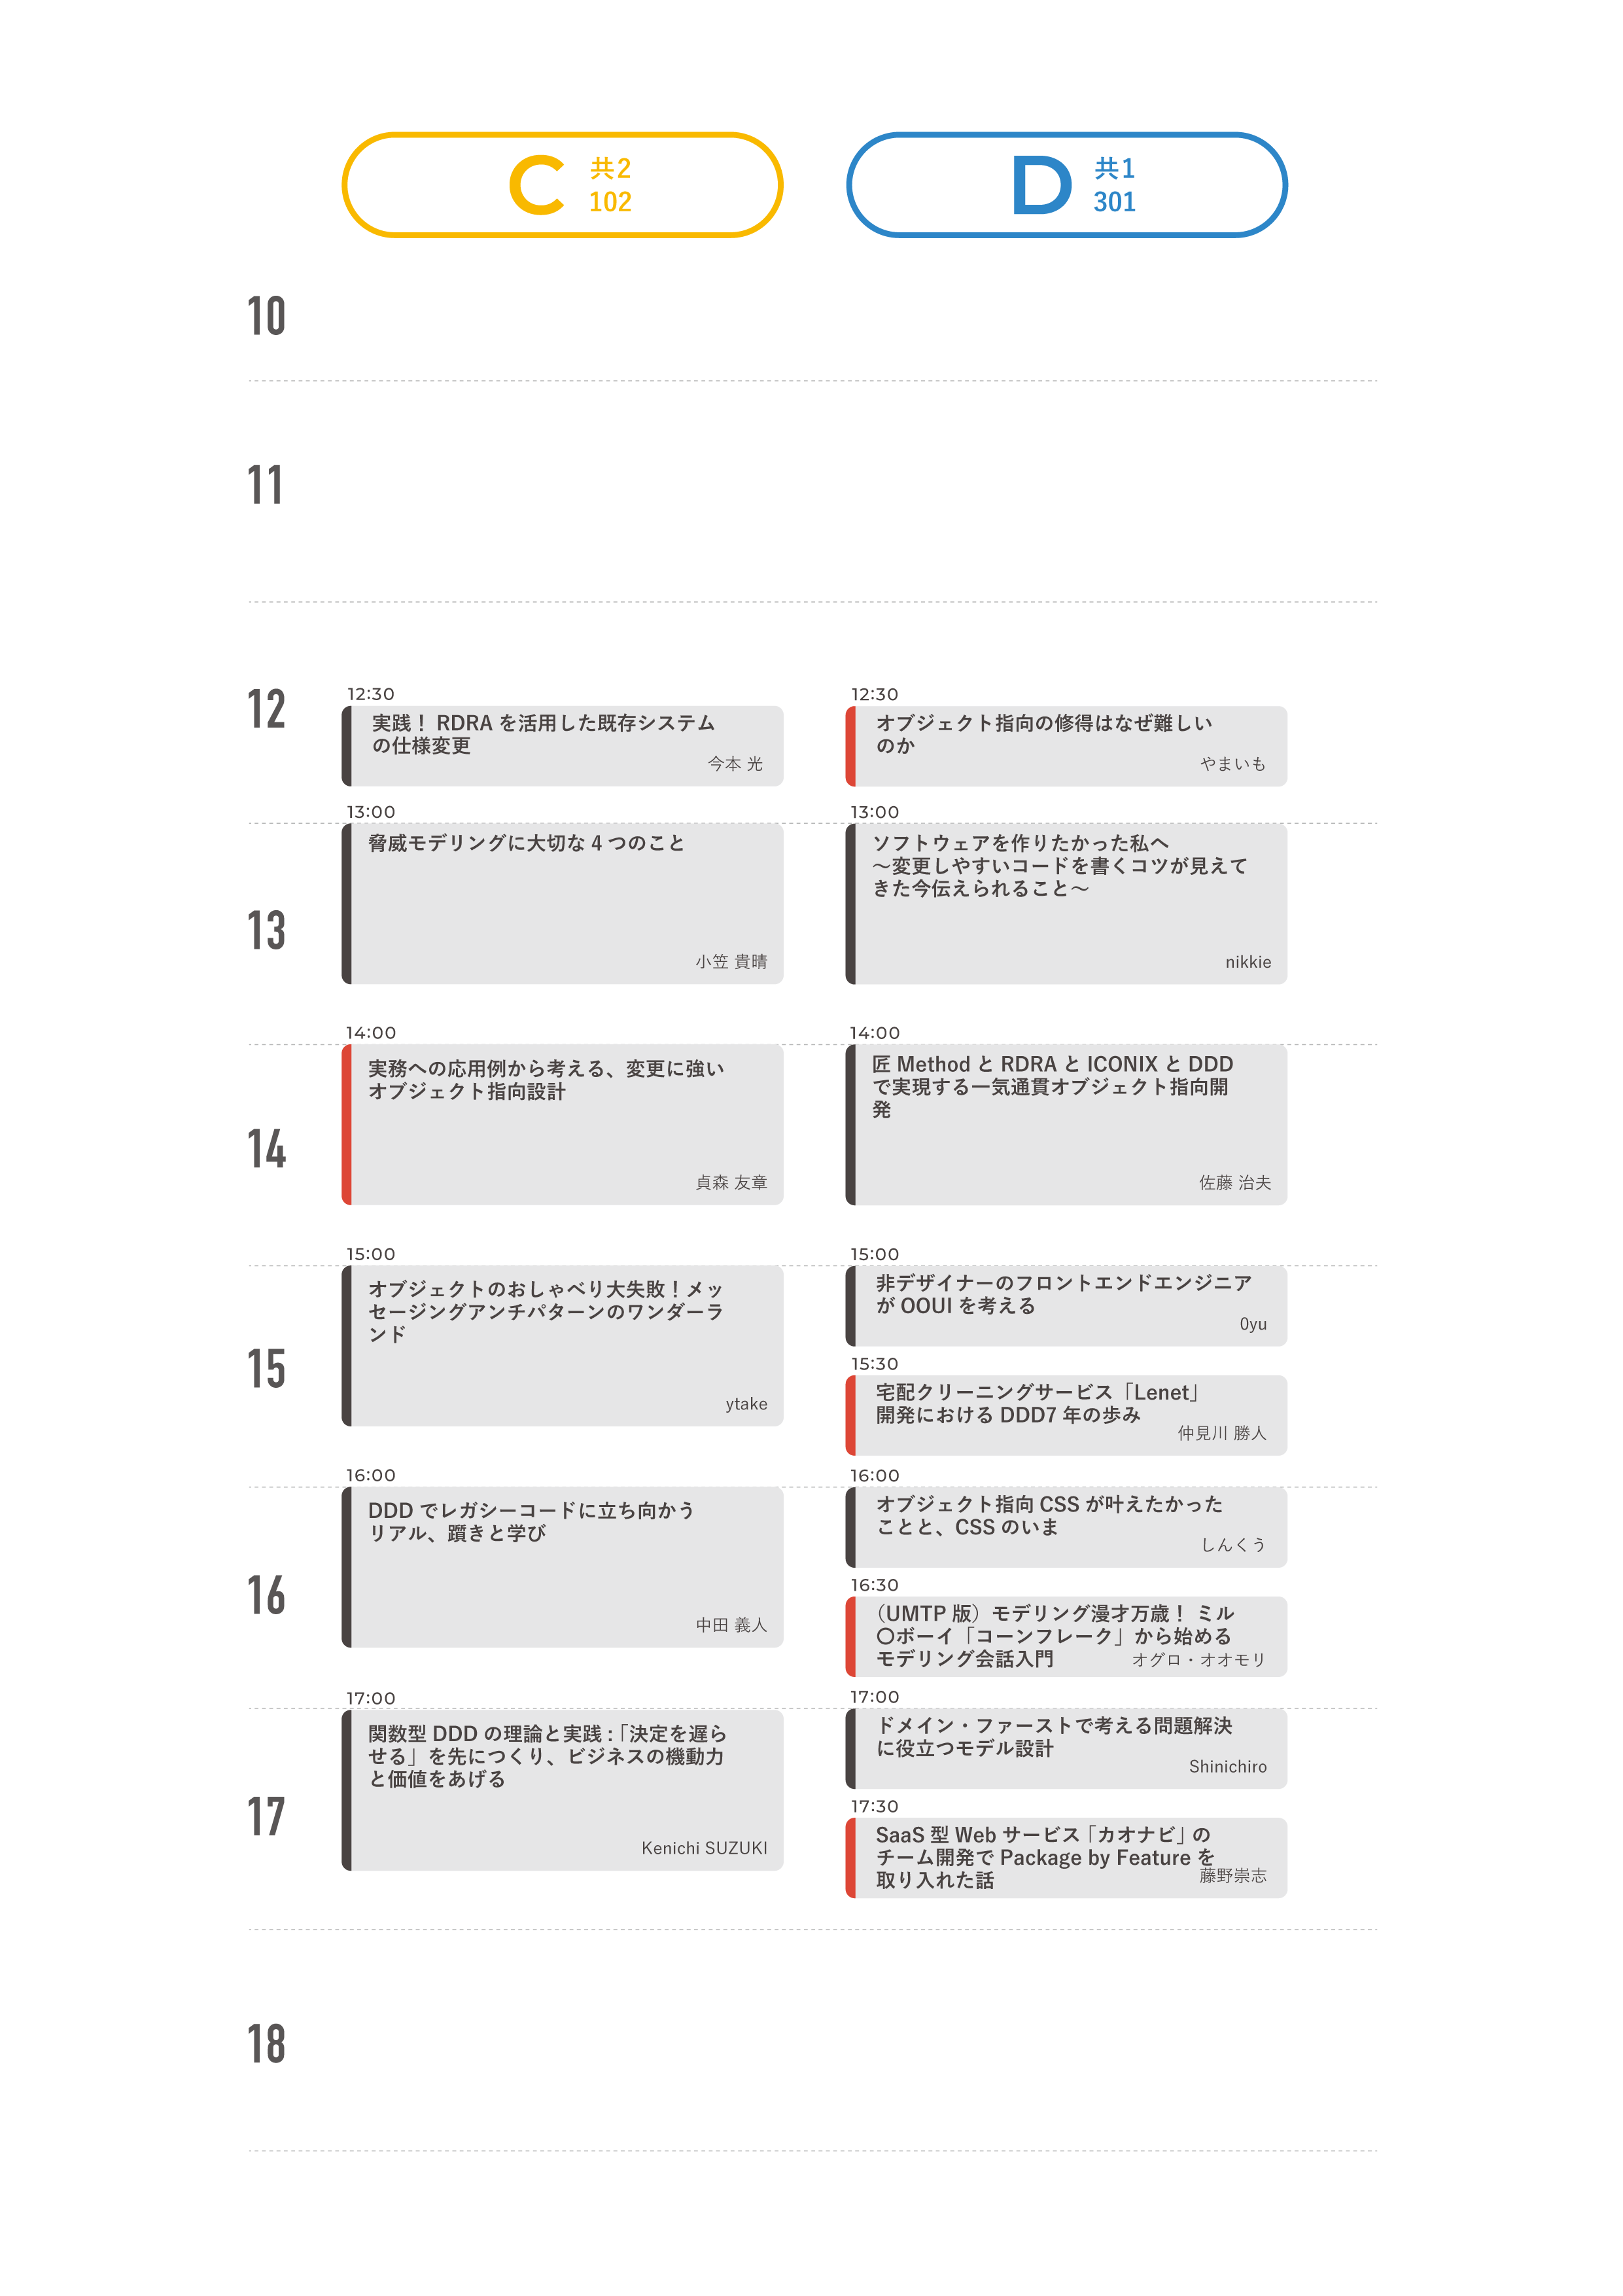 C
共2
102
D
共1
301
10
11
12
12:30
実践！ RDRA を活用した既存システム
の仕様変更
今本 光
12:30
オブジェクト指向の修得はなぜ難しい
のか
やまいも
13
13:00
脅威モデリングに大切な 4 つのこと
小笠 貴晴
13:00
ソフトウェアを作りたかった私へ
〜変更しやすいコードを書くコツが見えて
きた今伝えられること〜
nikkie
14
14:00
実務への応用例から考える、変更に強い
オブジェクト指向設計
貞森 友章
14:00
匠 Method と RDRA と ICONIX と DDD
で実現する一気通貫オブジェクト指向開
発
佐藤 治夫
15
15:00
オブジェクトのおしゃべり大失敗！メッ
セージングアンチパターンのワンダーラ
ンド
ytake
15:00
非デザイナーのフロントエンドエンジニア
が OOUI を考える
0yu
15:30
宅配クリーニングサービス「Lenet」
開発における DDD7 年の歩み
仲見川 勝人
16
16:00
DDD でレガシーコードに立ち向かう
リアル、躓きと学び
中田 義人
16:00
オブジェクト指向 CSS が叶えたかった
ことと、CSS のいま
しんくう
16:30
（UMTP 版）モデリング漫才万歳！ ミル
〇ボーイ「コーンフレーク」から始める
モデリング会話入門
オグロ・オオモリ
17
17:00
関数型 DDD の理論と実践 :「決定を遅ら
せる」を先につくり、ビジネスの機動力
と価値をあげる
Kenichi SUZUKI
17:00
ドメイン・ファーストで考える問題解決
に役立つモデル設計
Shinichiro
17:30
SaaS 型 Web サービス「カオナビ」の
チーム開発で Package by Feature を
取り入れた話
藤野崇志
18